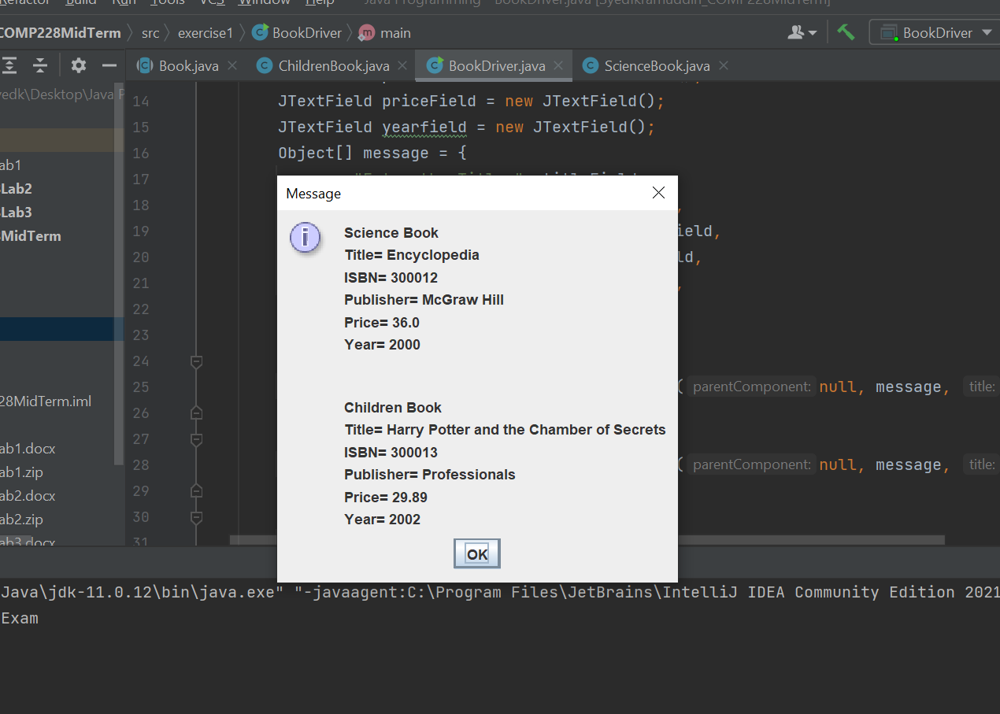 Refactor Build Run Tools VCS Window Help Java Programming - BookDriver.java [SyedIkramuddin_COMP228MidTerm]
COMP228MidTerm src exercise1 BookDriver main BookDriver
Book.java ChildrenBook.java BookDriver.java ScienceBook.java
yedk\Desktop\Java P
ab1
Lab2
Lab3
MidTerm
28MidTerm.iml
ab1.docx
ab1.zip
ab2.docx
ab2.zip
ab3.docx
14 JTextField priceField = new JTextField();
15 JTextField yearfield = new JTextField();
16 Object[] message = {
17
18 ,
19 ield,
20 ld,
21 ,
22
23
24
25 ( parentComponent: null, message, title:
26
27
28 ( parentComponent: null, message, title:
29
30
31
Message
Science Book
Title= Encyclopedia
ISBN= 300012
Publisher= McGraw Hill
Price= 36.0
Year= 2000
Children Book
Title= Harry Potter and the Chamber of Secrets
ISBN= 300013
Publisher= Professionals
Price= 29.89
Year= 2002
OK
Java\jdk-11.0.12\bin\java.exe" "-javaagent:C:\Program Files\JetBrains\IntelliJ IDEA Community Edition 2021
Exam